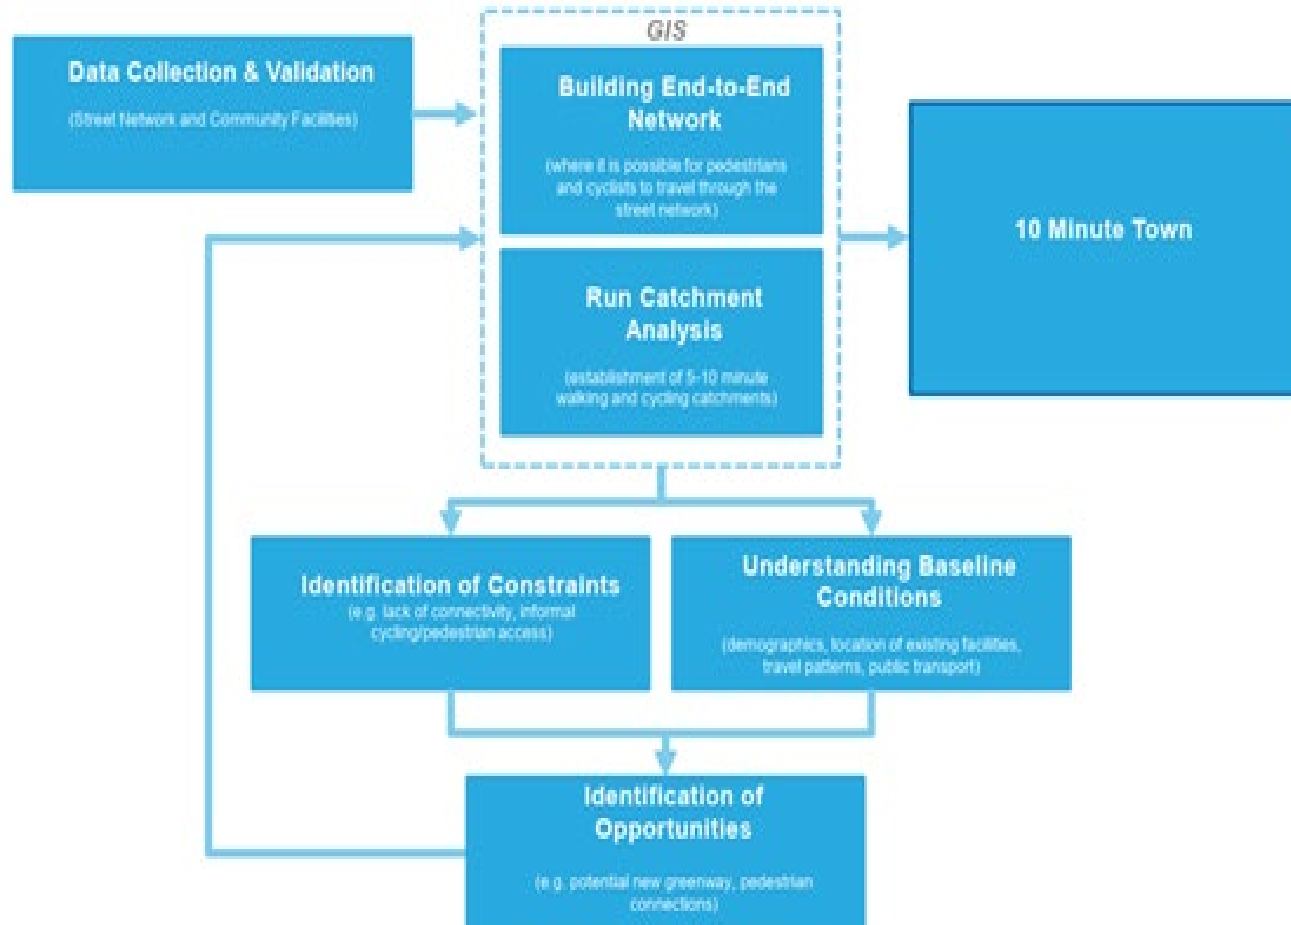 Data Collection & Validation
(Street Network and Community Facilities)
GIS
Building End-to-End
Network
(where it is possible for pedestrians
and cyclists to travel through the
street network)
Run Catchment
Analysis
(establishment of 5-10 minute
walking and cycling catchments)
10 Minute Town
Identification of Constraints
(e.g. lack of connectivity, informal
cycling/pedestrian access)
Understanding Baseline
Conditions
(demographics, location of existing facilities,
travel patterns, public transport)
Identification of
Opportunities
(e.g. potential new greenway, pedestrian
connections)